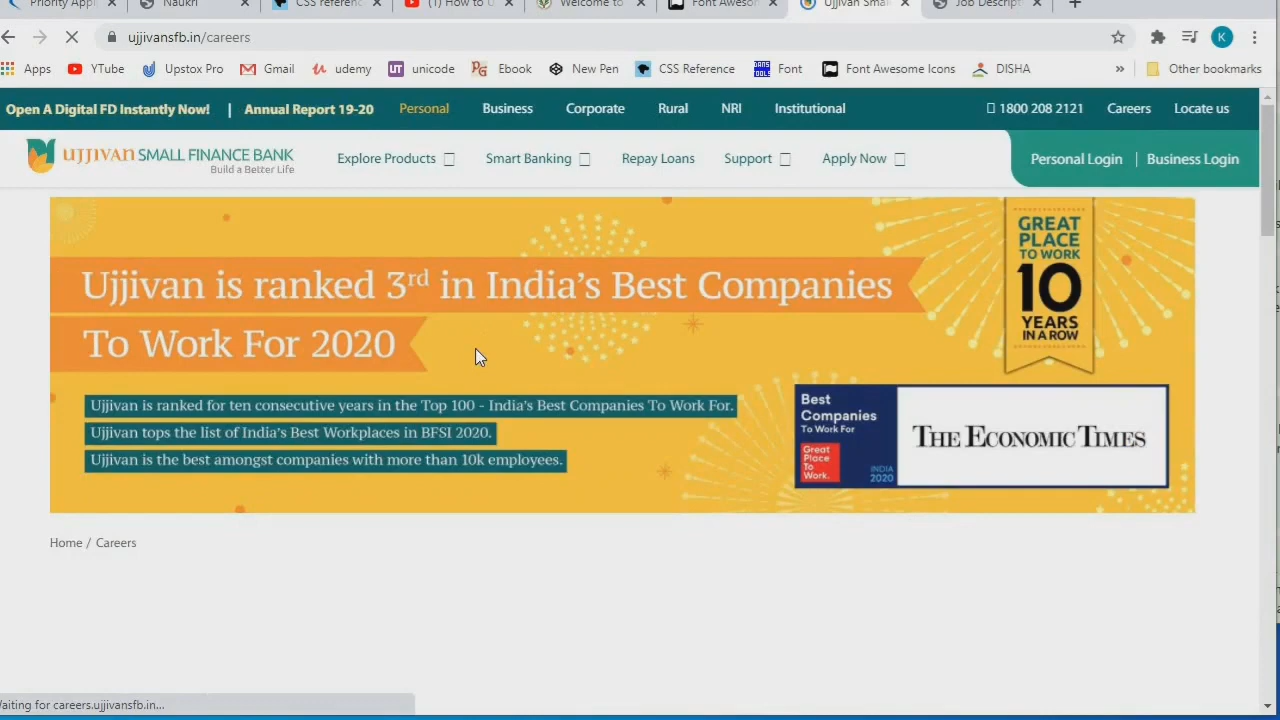 Priority Appl
Naukri
CSS referenc
(1) How to U
Welcome to
Font Awesom
Ujjivan Smal
Job Descript
ujjivansfb.in/careers
K
Apps
YTube
Upstox Pro
Gmail
udemy
UT unicode
Ebook
New Pen
CSS Reference
Font
Font Awesome Icons
DISHA
»
Other bookmarks
Open A Digital FD Instantly Now! | Annual Report 19-20 Personal Business Corporate Rural NRI Institutional 1800 208 2121 Careers Locate us
ujjivan SMALL FINANCE BANK
Build a Better Life
Explore Products Smart Banking Repay Loans Support Apply Now Personal Login | Business Login
Ujjivan is ranked 3rd in India's Best Companies
To Work For 2020
GREAT
PLACE
TO WORK
10
YEARS
IN A ROW
Ujjivan is ranked for ten consecutive years in the Top 100 - India's Best Companies To Work For.
Ujjivan tops the list of India's Best Workplaces in BFSI 2020.
Ujjivan is the best amongst companies with more than 10k employees.
Best
Companies
To Work For
Great
Place
To
Work.
INDIA
2020
THE ECONOMIC TIMES
Home / Careers
Waiting for careers.ujjivansfb.in...